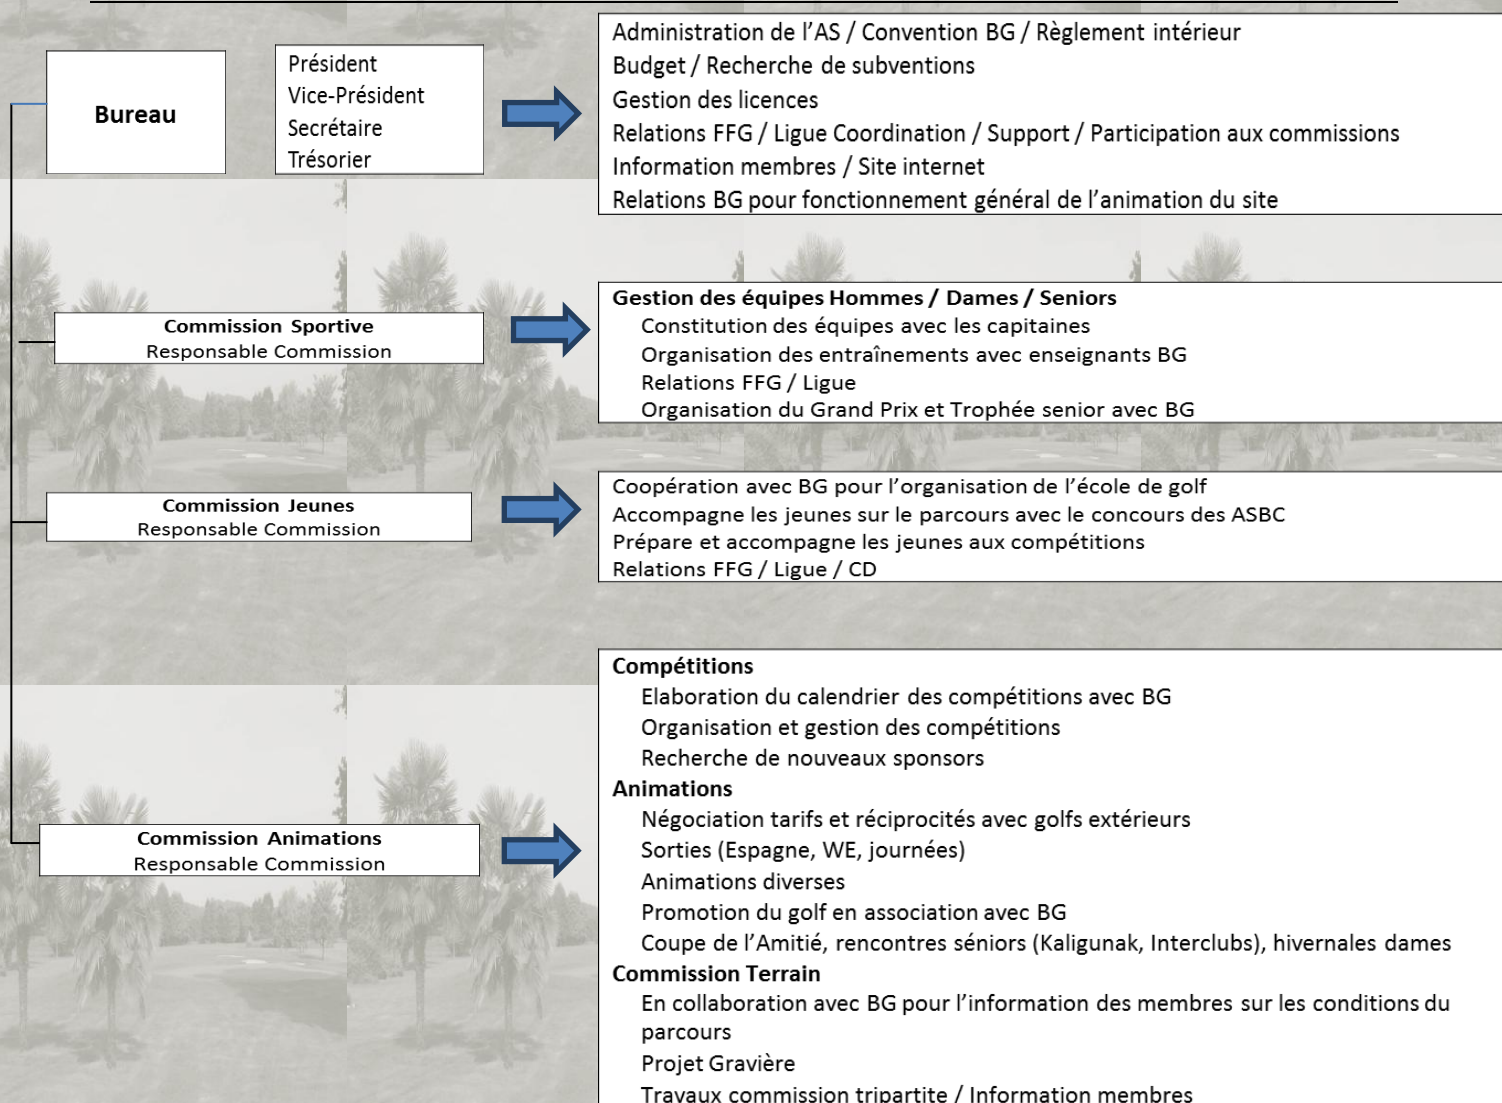 Bureau
Président
Vice-Président
Secrétaire
Trésorier
Administration de l’AS / Convention BG / Règlement intérieur
Budget / Recherche de subventions
Gestion des licences
Relations FFG / Ligue Coordination / Support / Participation aux commissions
Information membres / Site internet
Relations BG pour fonctionnement général de l’animation du site
Commission Sportive
Responsable Commission
Gestion des équipes Hommes / Dames / Seniors
Constitution des équipes avec les capitaines
Organisation des entraînements avec enseignants BG
Relations FFG / Ligue
Organisation du Grand Prix et Trophée senior avec BG
Commission Jeunes
Responsable Commission
Coopération avec BG pour l’organisation de l’école de golf
Accompagne les jeunes sur le parcours avec le concours des ASBC
Prépare et accompagne les jeunes aux compétitions
Relations FFG / Ligue / CD
Commission Animations
Responsable Commission
Compétitions
Elaboration du calendrier des compétitions avec BG
Organisation et gestion des compétitions
Recherche de nouveaux sponsors
Animations
Négociation tarifs et réciprocités avec golfs extérieurs
Sorties (Espagne, WE, journées)
Animations diverses
Promotion du golf en association avec BG
Coupe de l’Amitié, rencontres séniors (Kaligunak, Interclubs), hivernales dames
Commission Terrain
En collaboration avec BG pour l’information des membres sur les conditions du
parcours
Projet Gravière
Travaux commission tripartite / Information membres